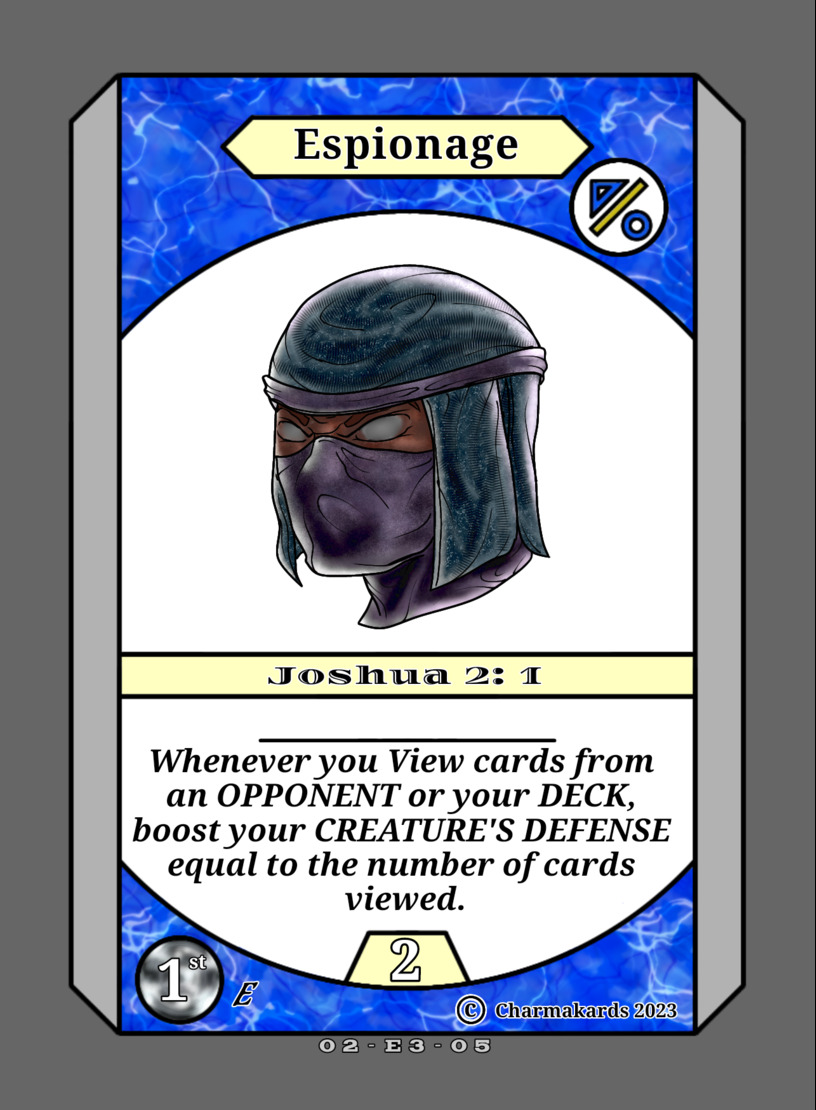 Espionage
Joshua 2: 1
Whenever you View cards from
an OPPONENT or your DECK,
boost your CREATURE'S DEFENSE
equal to the number of cards
viewed.
2
1st
E
© Charmakards 2023
02-E3-05